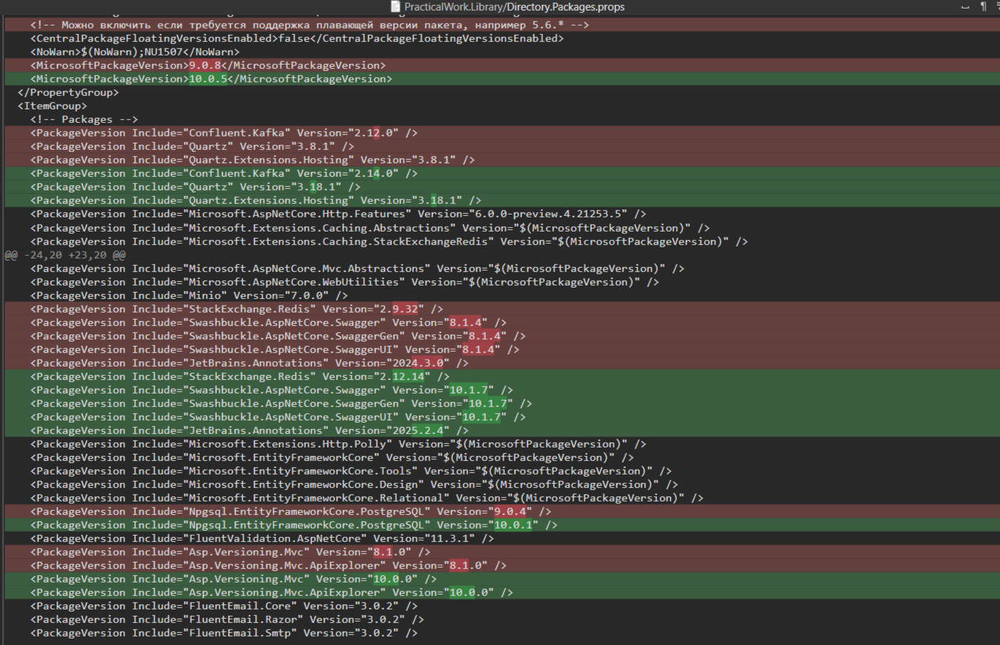 PracticalWork.Library/Directory.Packages.props
<!-- Можно включить если требуется поддержка плавающей версии пакета, например 5.6.* -->
<CentralPackageFloatingVersionsEnabled>false</CentralPackageFloatingVersionsEnabled>
<NoWarn>$(NoWarn);NU1507</NoWarn>
<MicrosoftPackageVersion>9.0.8</MicrosoftPackageVersion>
<MicrosoftPackageVersion>10.0.5</MicrosoftPackageVersion>
</PropertyGroup>
<ItemGroup>
<!-- Packages -->
<PackageVersion Include="Confluent.Kafka" Version="2.12.0" />
<PackageVersion Include="Quartz" Version="3.8.1" />
<PackageVersion Include="Quartz.Extensions.Hosting" Version="3.8.1" />
<PackageVersion Include="Confluent.Kafka" Version="2.14.0" />
<PackageVersion Include="Quartz" Version="3.18.1" />
<PackageVersion Include="Quartz.Extensions.Hosting" Version="3.18.1" />
<PackageVersion Include="Microsoft.AspNetCore.Http.Features" Version="6.0.0-preview.4.21253.5" />
<PackageVersion Include="Microsoft.Extensions.Caching.Abstractions" Version="$(MicrosoftPackageVersion)" />
<PackageVersion Include="Microsoft.Extensions.Caching.StackExchangeRedis" Version="$(MicrosoftPackageVersion)" />
@@ -24,20 +23,20 @@
<PackageVersion Include="Microsoft.AspNetCore.Mvc.Abstractions" Version="$(MicrosoftPackageVersion)" />
<PackageVersion Include="Microsoft.AspNetCore.WebUtilities" Version="$(MicrosoftPackageVersion)" />
<PackageVersion Include="Minio" Version="7.0.0" />
<PackageVersion Include="StackExchange.Redis" Version="2.9.32" />
<PackageVersion Include="Swashbuckle.AspNetCore.Swagger" Version="8.1.4" />
<PackageVersion Include="Swashbuckle.AspNetCore.SwaggerGen" Version="8.1.4" />
<PackageVersion Include="Swashbuckle.AspNetCore.SwaggerUI" Version="8.1.4" />
<PackageVersion Include="JetBrains.Annotations" Version="2024.3.0" />
<PackageVersion Include="StackExchange.Redis" Version="2.12.14" />
<PackageVersion Include="Swashbuckle.AspNetCore.Swagger" Version="10.1.7" />
<PackageVersion Include="Swashbuckle.AspNetCore.SwaggerGen" Version="10.1.7" />
<PackageVersion Include="Swashbuckle.AspNetCore.SwaggerUI" Version="10.1.7" />
<PackageVersion Include="JetBrains.Annotations" Version="2025.2.4" />
<PackageVersion Include="Microsoft.Extensions.Http.Polly" Version="$(MicrosoftPackageVersion)" />
<PackageVersion Include="Microsoft.EntityFrameworkCore" Version="$(MicrosoftPackageVersion)" />
<PackageVersion Include="Microsoft.EntityFrameworkCore.Tools" Version="$(MicrosoftPackageVersion)" />
<PackageVersion Include="Microsoft.EntityFrameworkCore.Design" Version="$(MicrosoftPackageVersion)" />
<PackageVersion Include="Microsoft.EntityFrameworkCore.Relational" Version="$(MicrosoftPackageVersion)" />
<PackageVersion Include="Npgsql.EntityFrameworkCore.PostgreSQL" Version="9.0.4" />
<PackageVersion Include="Npgsql.EntityFrameworkCore.PostgreSQL" Version="10.0.1" />
<PackageVersion Include="FluentValidation.AspNetCore" Version="11.3.1" />
<PackageVersion Include="Asp.Versioning.Mvc" Version="8.1.0" />
<PackageVersion Include="Asp.Versioning.Mvc.ApiExplorer" Version="8.1.0" />
<PackageVersion Include="Asp.Versioning.Mvc" Version="10.0.0" />
<PackageVersion Include="Asp.Versioning.Mvc.ApiExplorer" Version="10.0.0" />
<PackageVersion Include="FluentEmail.Core" Version="3.0.2" />
<PackageVersion Include="FluentEmail.Razor" Version="3.0.2" />
<PackageVersion Include="FluentEmail.Smtp" Version="3.0.2" />